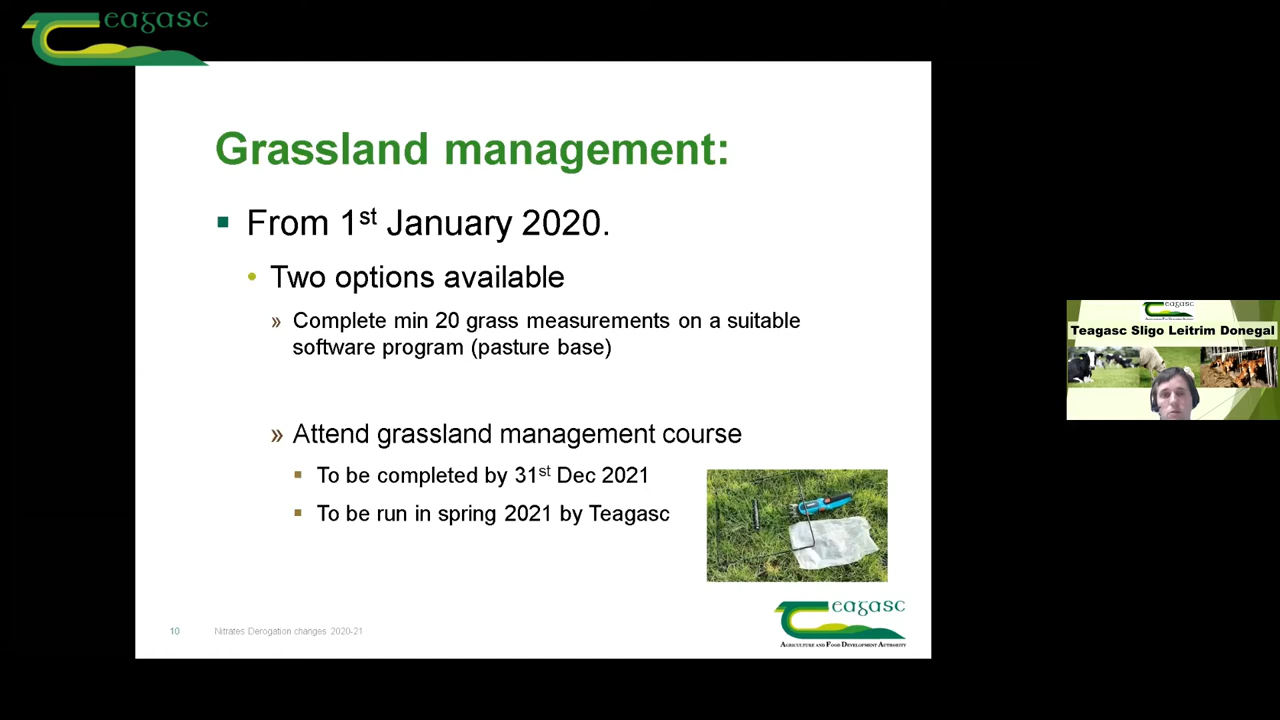 Teagasc
Grassland management:
From 1st January 2020.
Two options available
Complete min 20 grass measurements on a suitable
software program (pasture base)
Attend grassland management course
To be completed by 31st Dec 2021
To be run in spring 2021 by Teagasc
10 Nitrates Derogation changes 2020-21
Teagasc
AGRICULTURE AND FOOD DEVELOPMENT AUTHORITY
Teagasc
Teagasc Sligo Leitrim Donegal